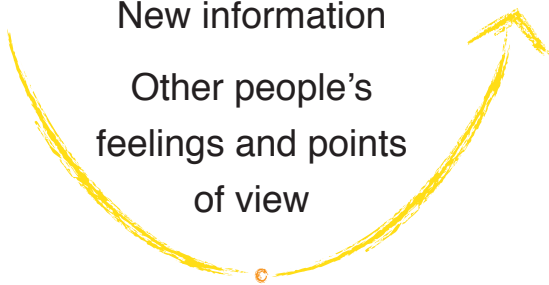 New information
Other people’s
feelings and points
of view